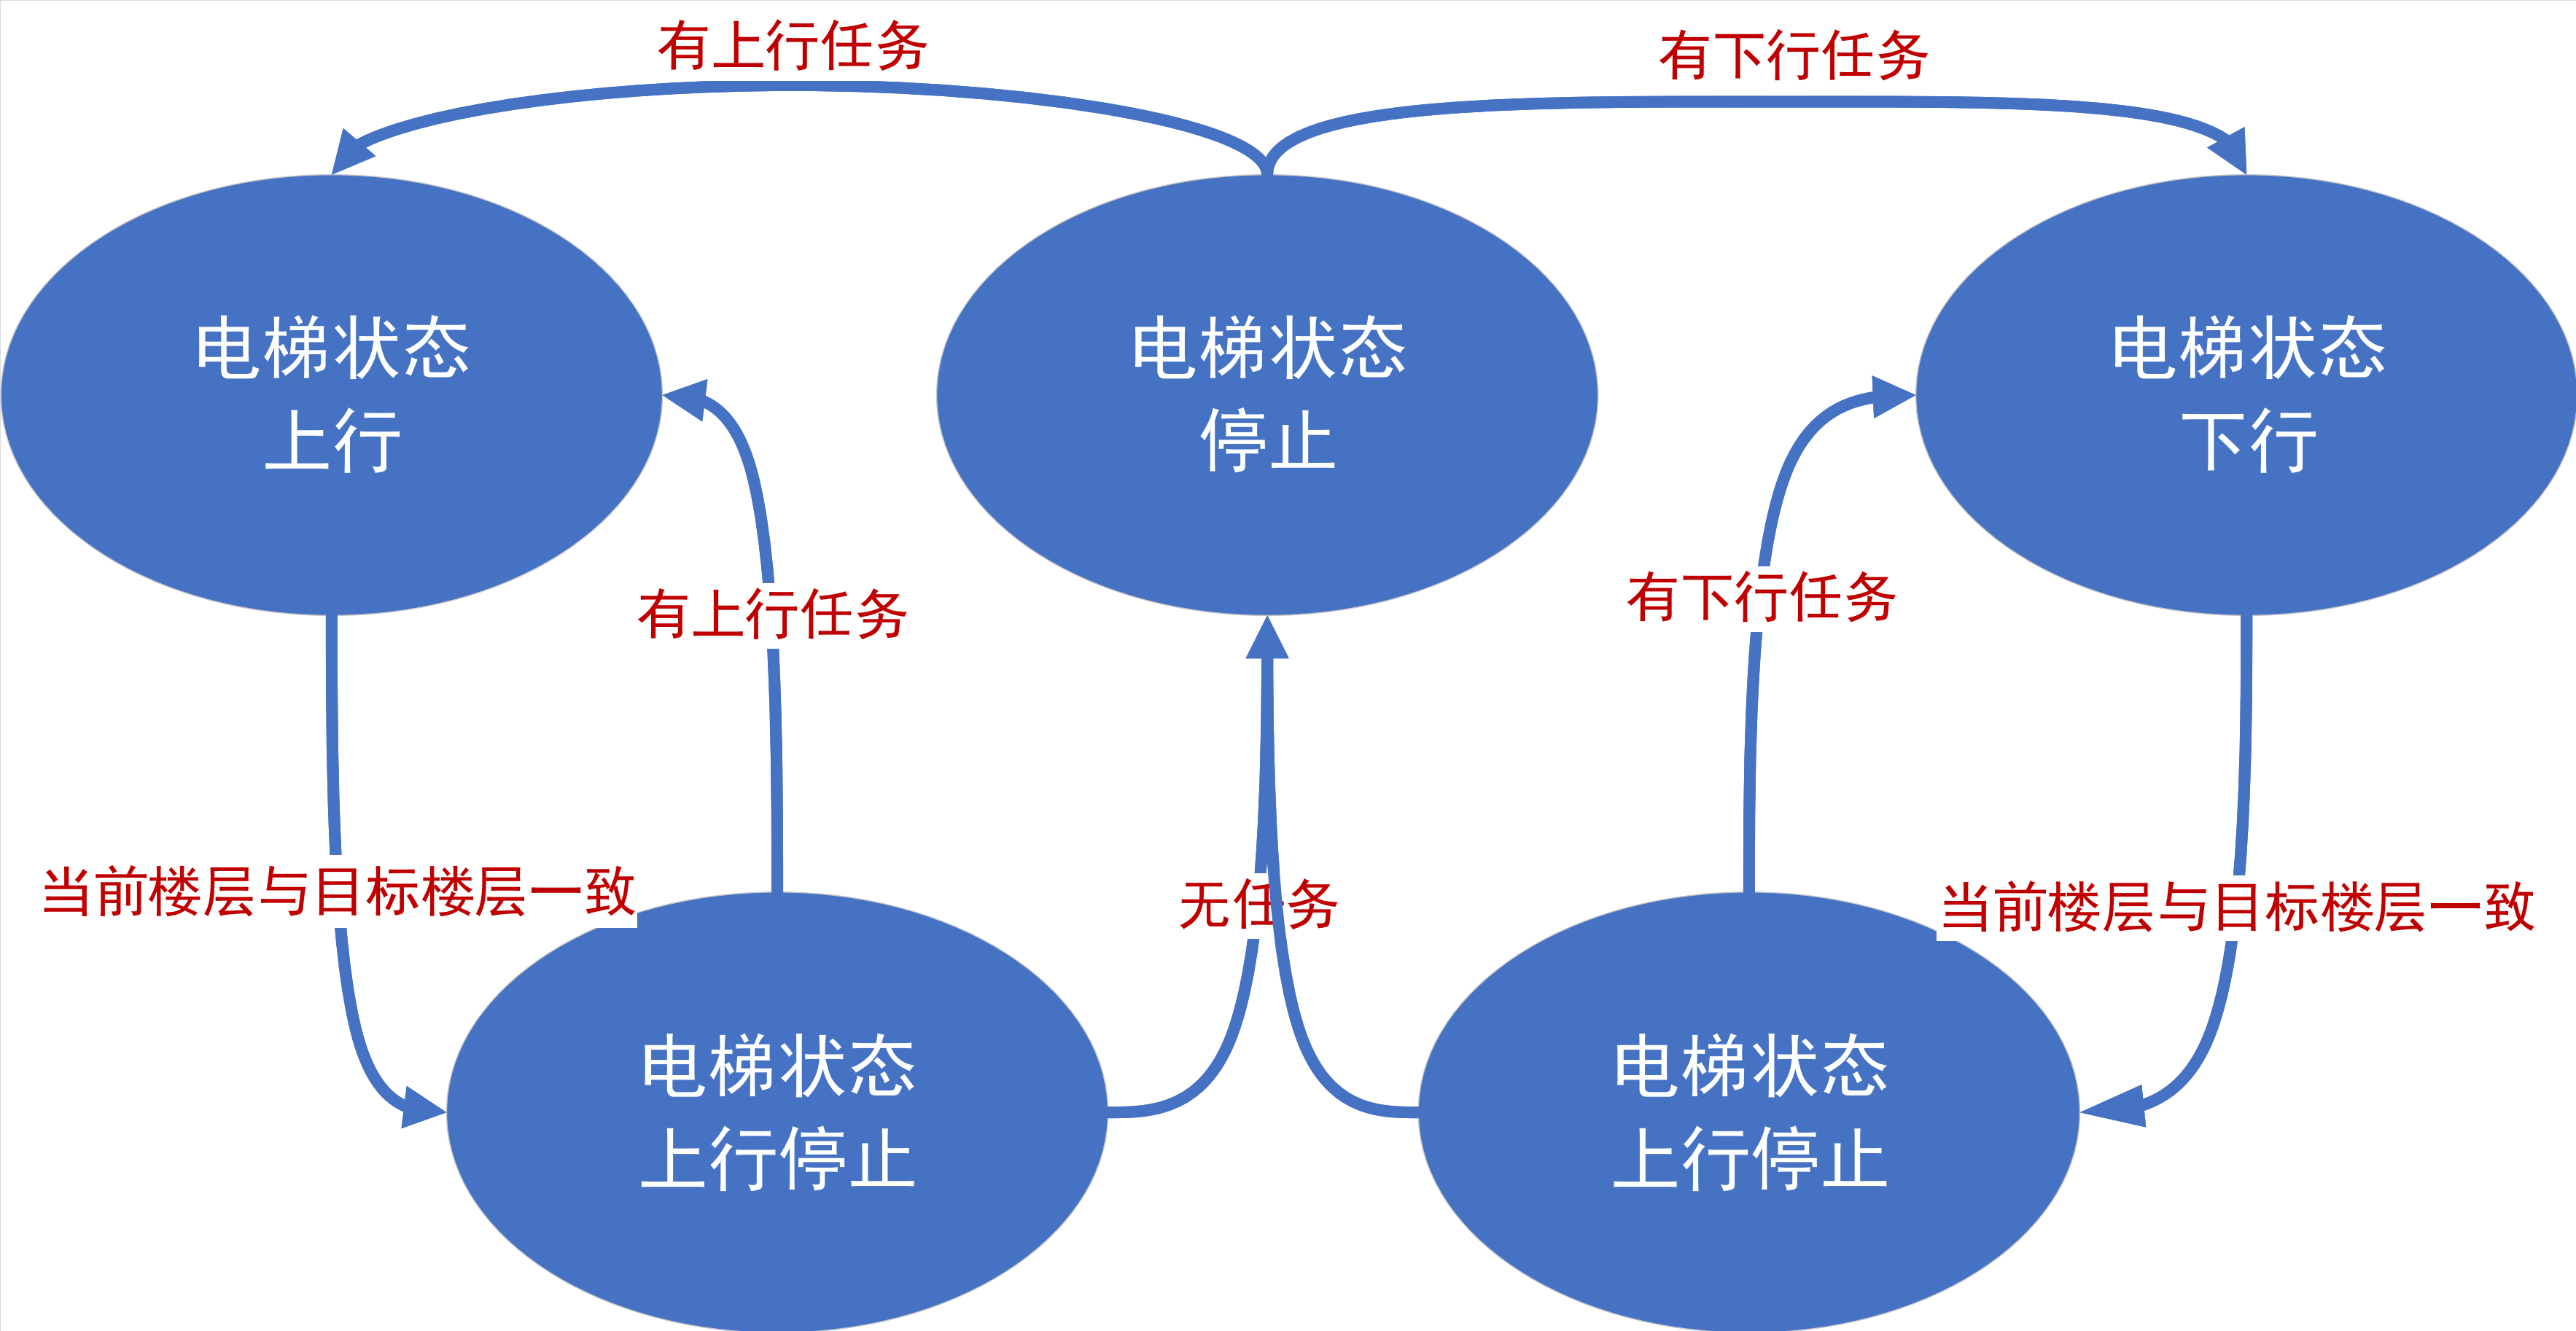 有上行任务
有下行任务
电梯状态
上行
电梯状态
停止
电梯状态
下行
有上行任务
有下行任务
当前楼层与目标楼层一致
无任务
当前楼层与目标楼层一致
电梯状态
上行停止
电梯状态
上行停止